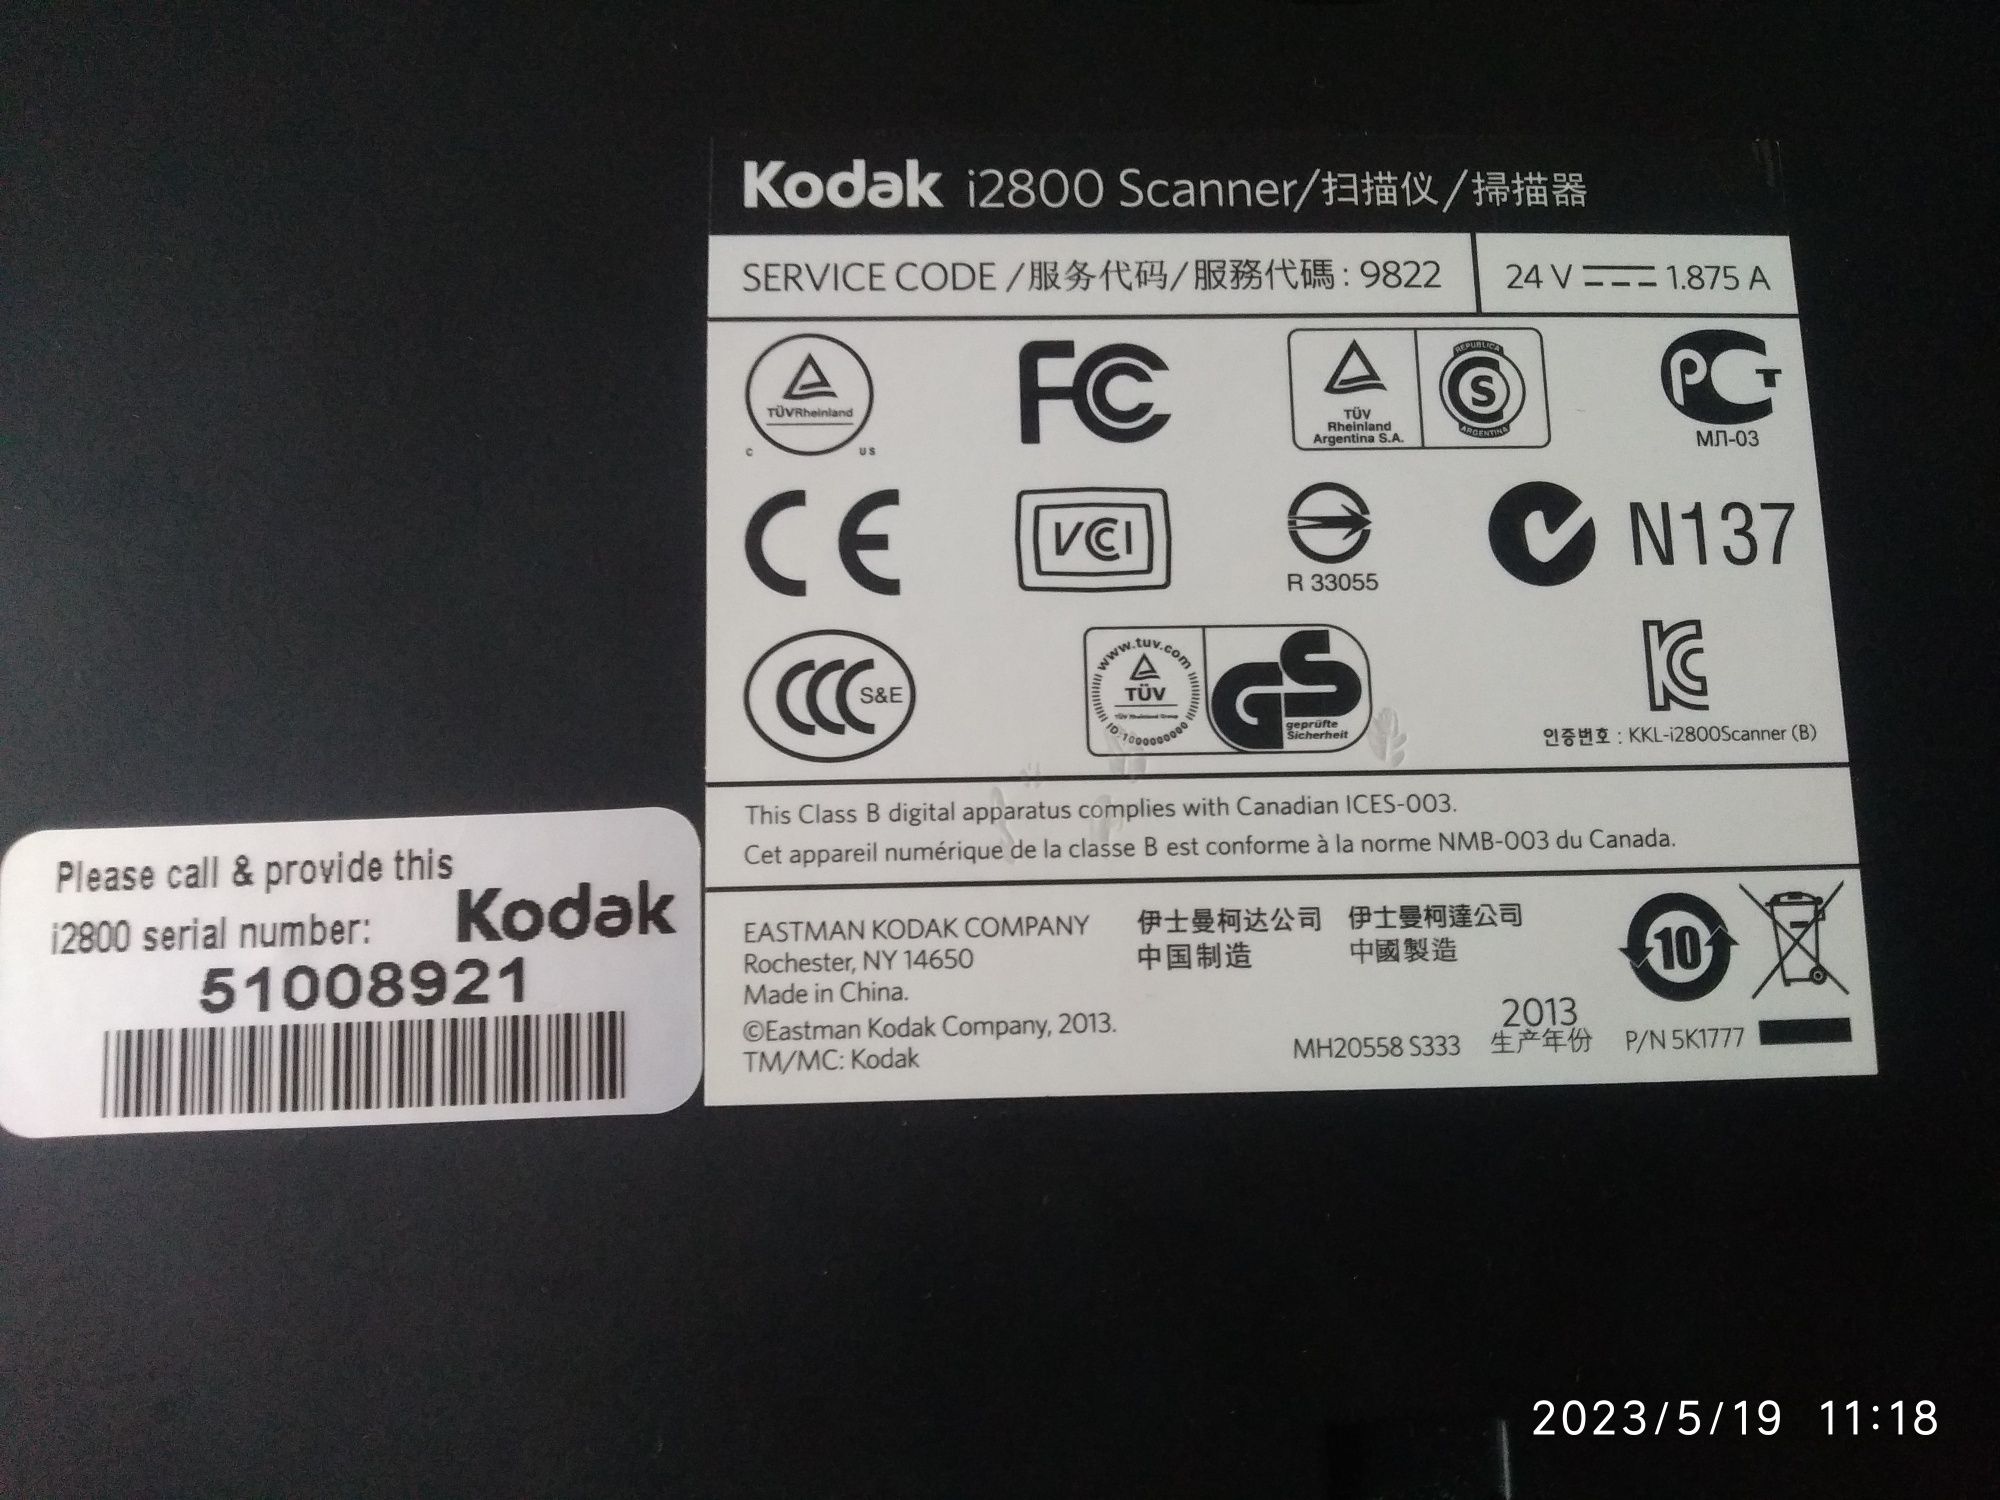 Kodak i2800 Scanner/扫描仪/掃描器
SERVICE CODE/服务代码/服務代碼: 9822
24 V 1.875 A
TÜVRheinland
C US
FC
TÜV
Rheinland
Argentina S.A.
REPUBLICA
S
ARGENTINA
PCT
МЛ-03
CE
VCCI
R 33055
N137
CCC S&E
www.tuv.com
TÜV
TÜV Rheinland Group
ID:1000000000
GS
geprüfte
Sicherheit
KC
인증번호 : KKL-i2800Scanner (B)
This Class B digital apparatus complies with Canadian ICES-003.
Cet appareil numérique de la classe B est conforme à la norme NMB-003 du Canada.
EASTMAN KODAK COMPANY
Rochester, NY 14650
Made in China.
©Eastman Kodak Company, 2013.
TM/MC: Kodak
伊士曼柯达公司
中国制造
伊士曼柯達公司
中國製造
10
MH20558 S333
2013
生产年份
P/N 5K1777
Please call & provide this
i2800 serial number:
Kodak
51008921
2023/5/19 11:18